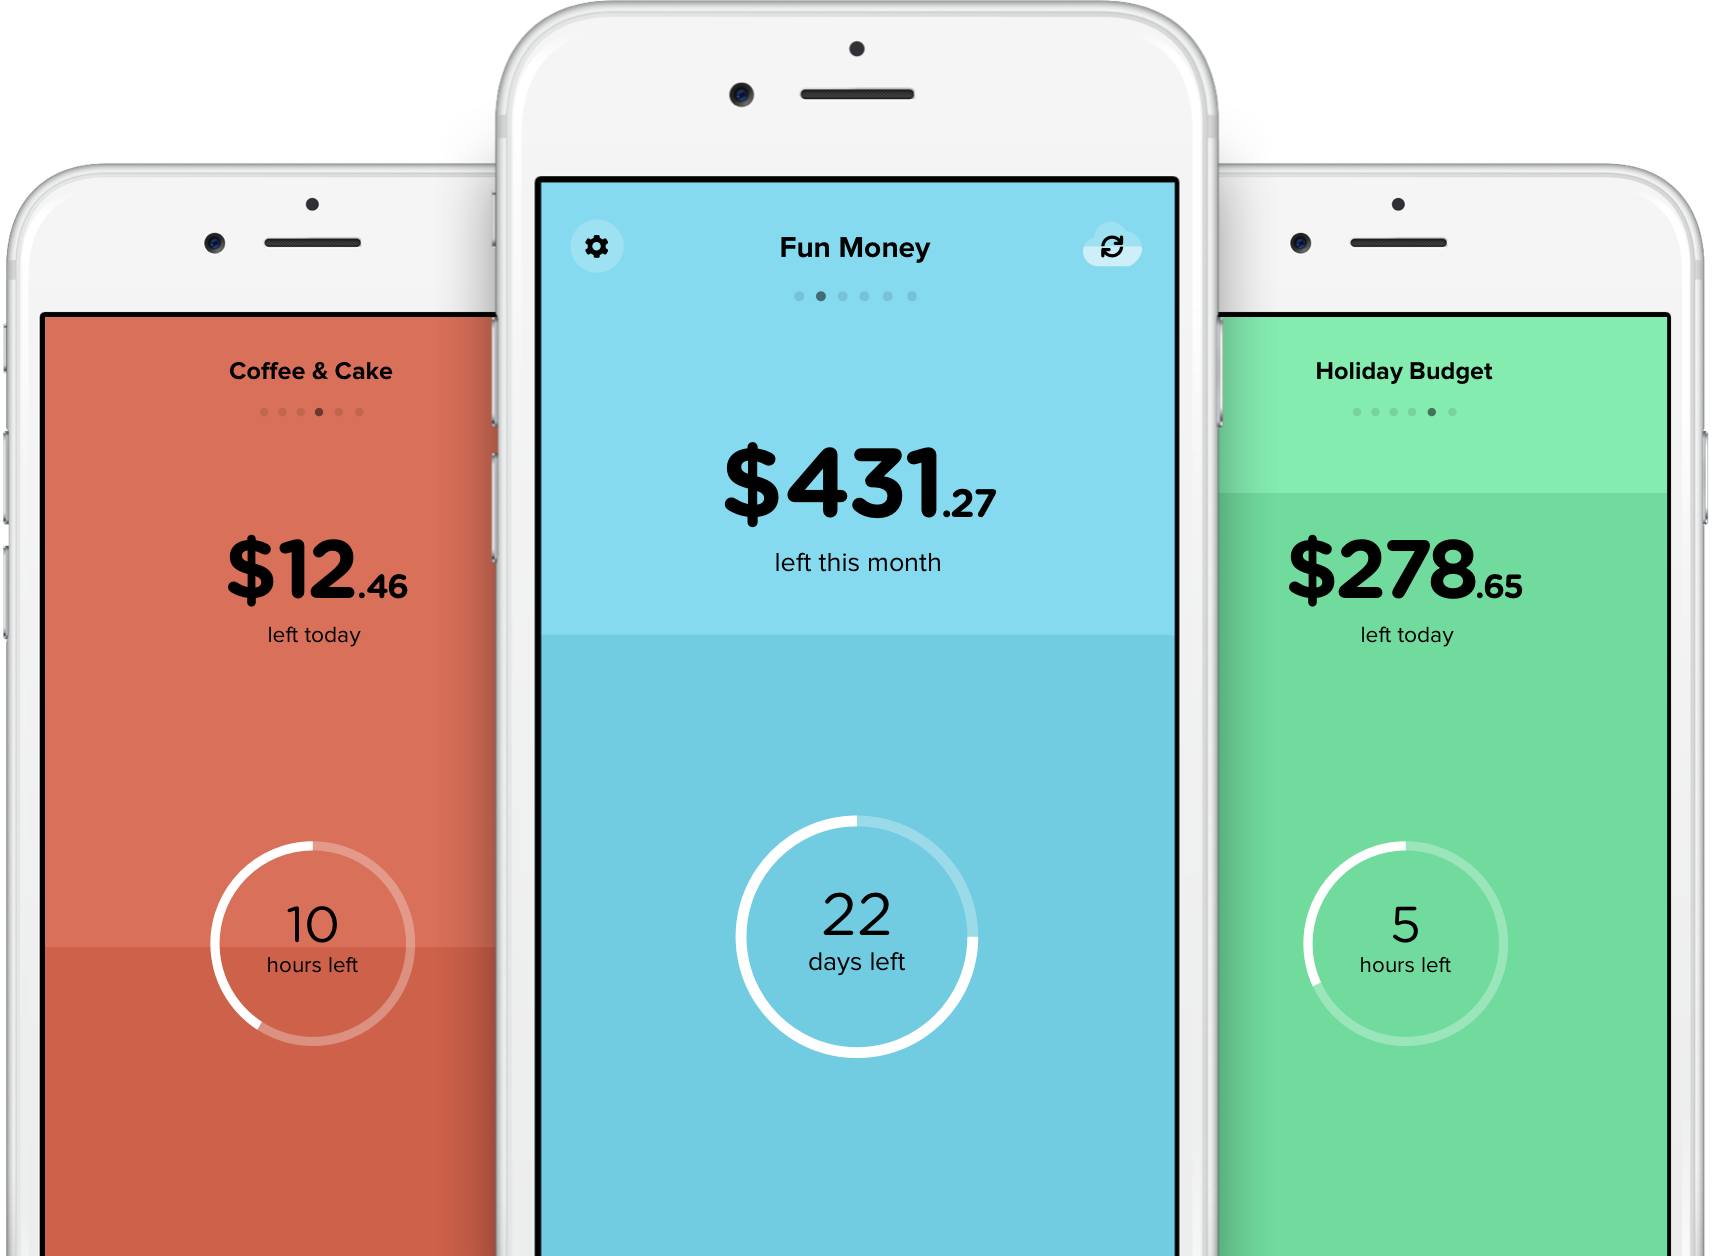 Coffee & Cake
$12.46
left today
10
hours left
Fun Money
$431.27
left this month
22
days left
Holiday Budget
$278.65
left today
5
hours left